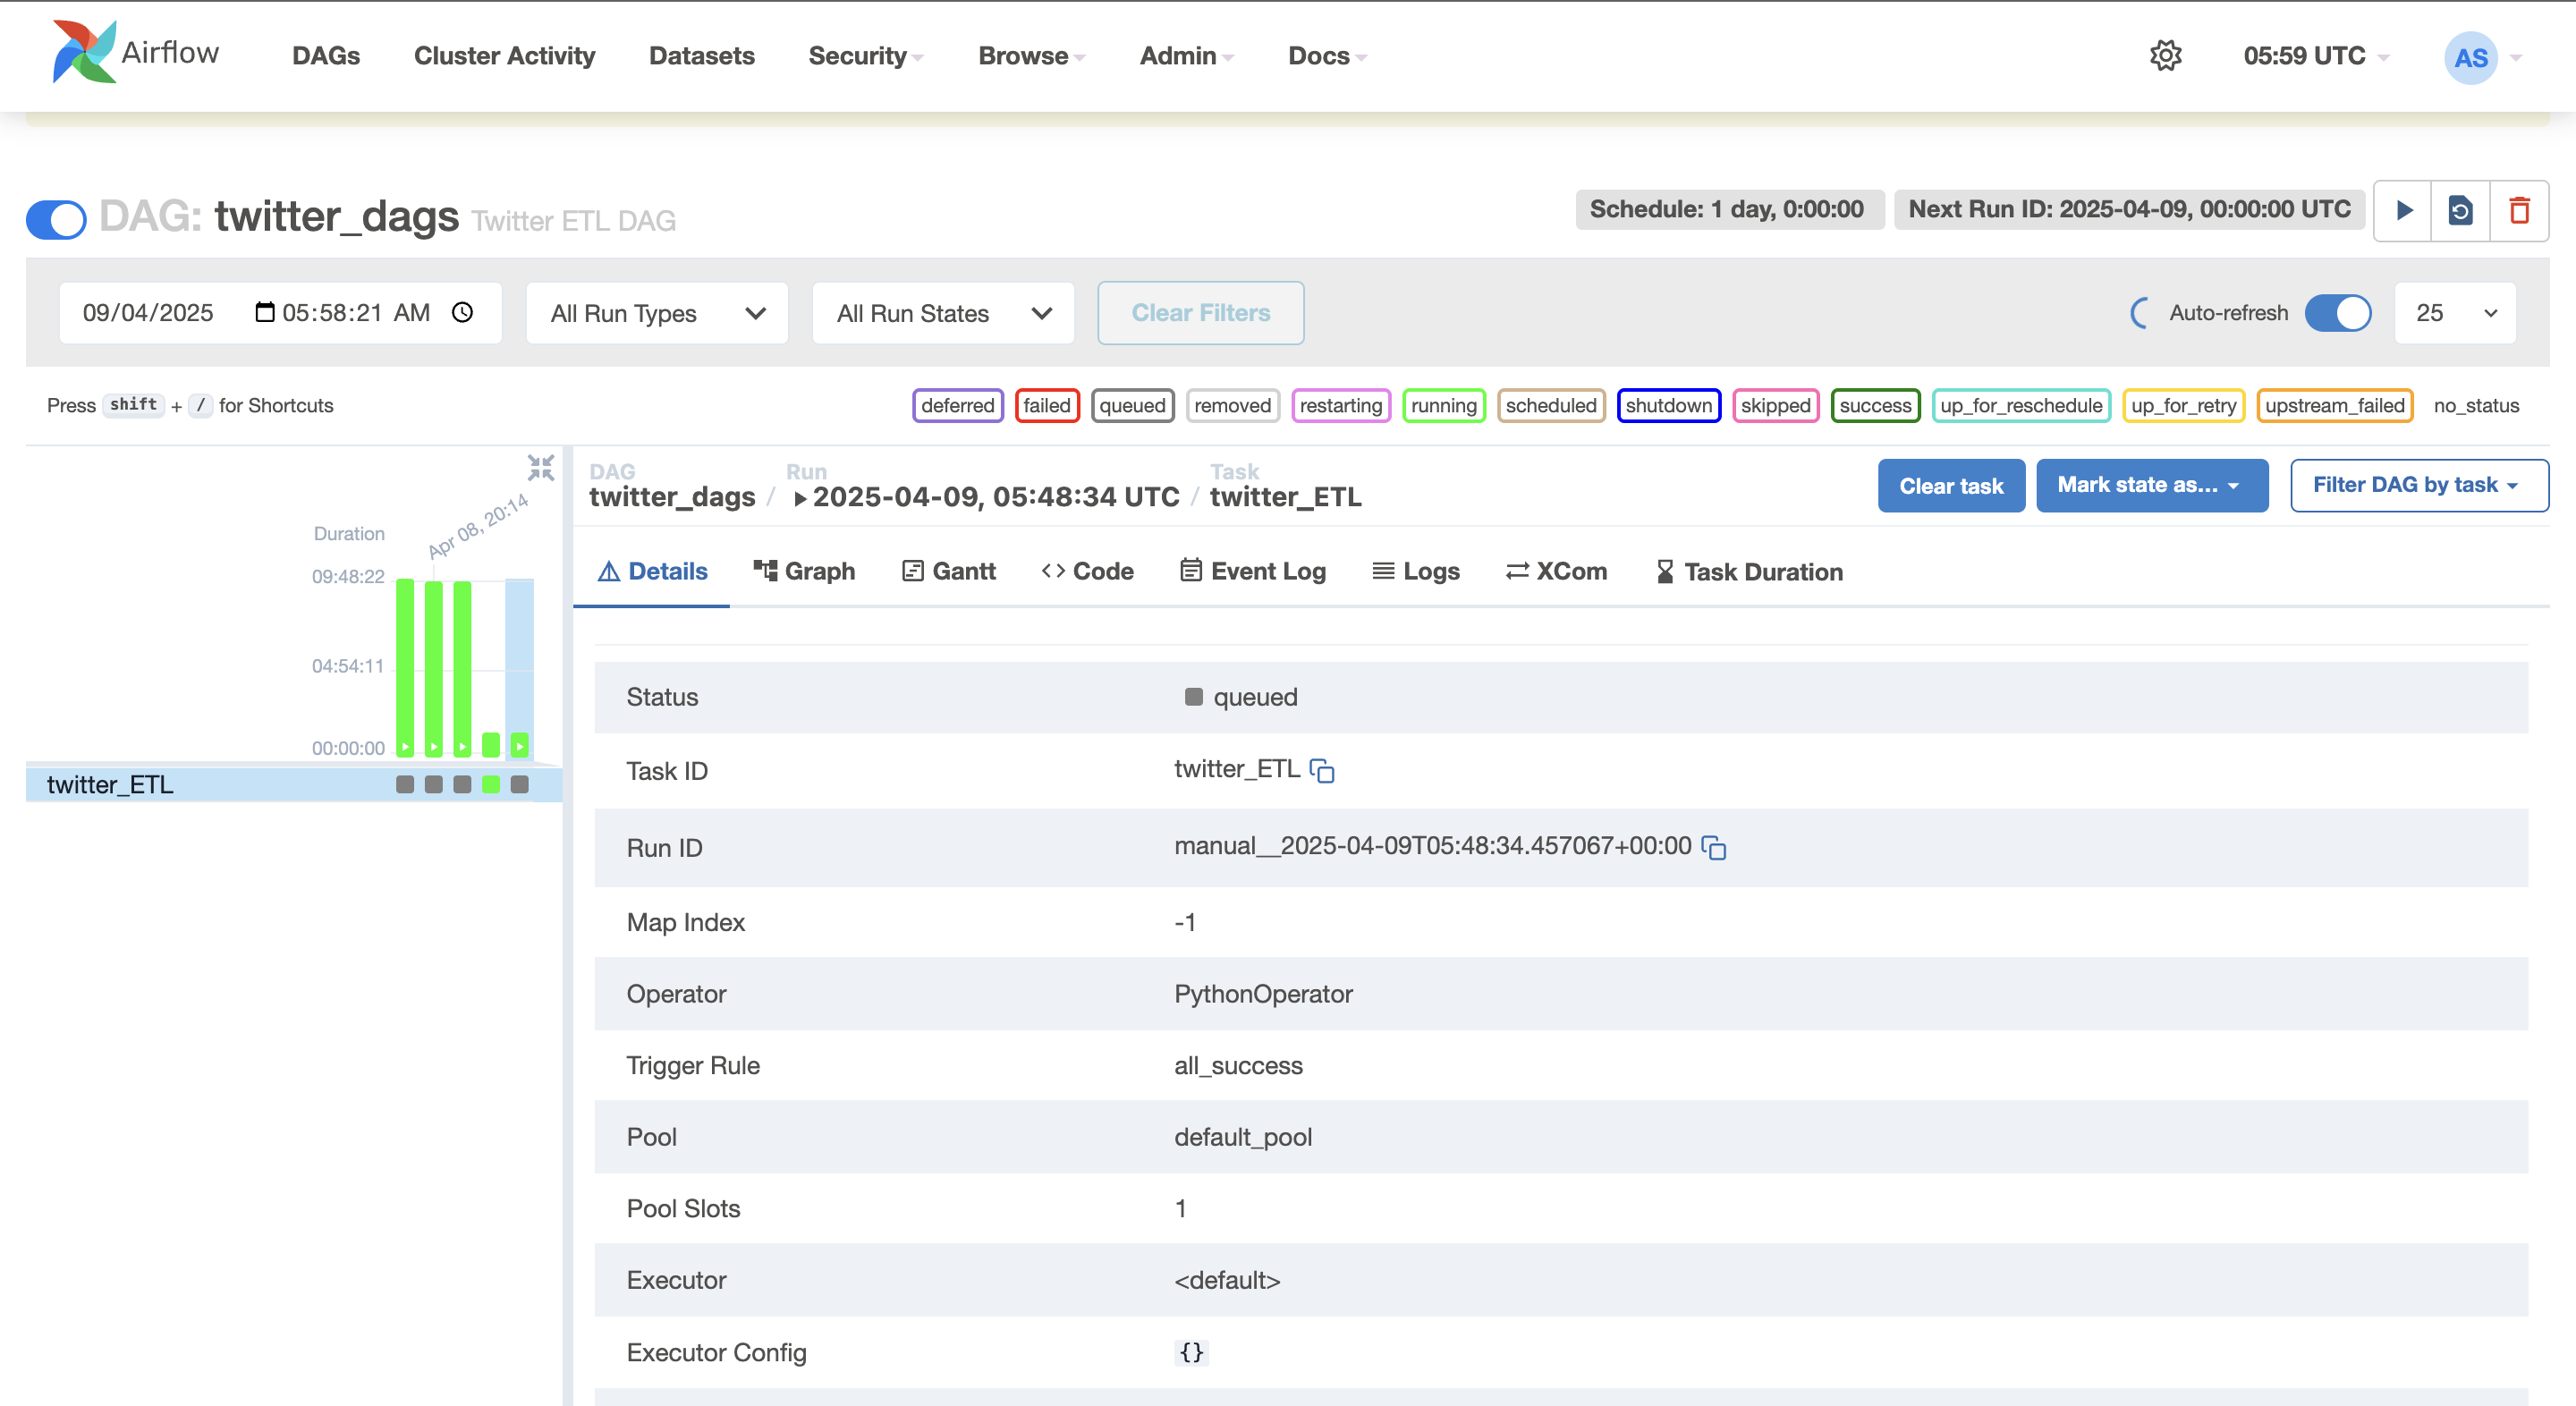 Airflow DAGs Cluster Activity Datasets Security Browse Admin Docs 05:59 UTC AS
DAG: twitter_dags Twitter ETL DAG Schedule: 1 day, 0:00:00 Next Run ID: 2025-04-09, 00:00:00 UTC
09/04/2025 05:58:21 AM All Run Types All Run States Clear Filters Auto-refresh 25
Press shift + / for Shortcuts deferred failed queued removed restarting running scheduled shutdown skipped success up_for_reschedule up_for_retry upstream_failed no_status
Apr 08, 20:14
Duration
09:48:22
04:54:11
00:00:00
twitter_ETL
DAG Run Task
twitter_dags / 2025-04-09, 05:48:34 UTC / twitter_ETL
Clear task Mark state as... Filter DAG by task
Details Graph Gantt Code Event Log Logs XCom Task Duration
Status queued
Task ID twitter_ETL
Run ID manual__2025-04-09T05:48:34.457067+00:00
Map Index -1
Operator PythonOperator
Trigger Rule all_success
Pool default_pool
Pool Slots 1
Executor <default>
Executor Config {}